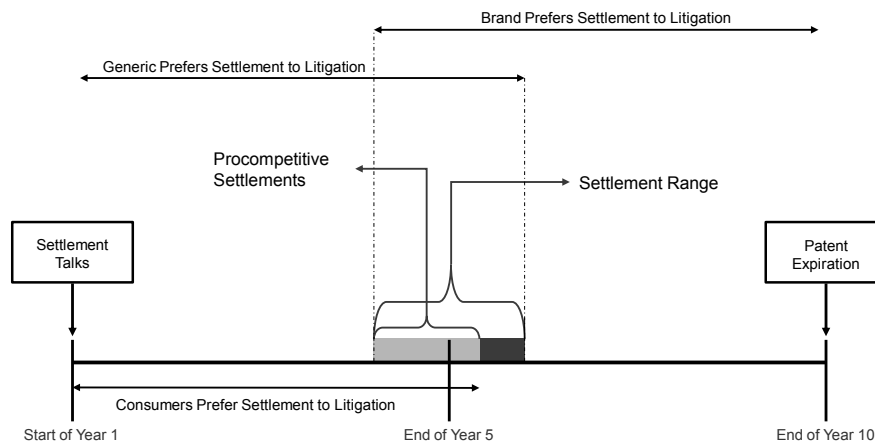 Brand Prefers Settlement to Litigation
Generic Prefers Settlement to Litigation
Procompetitive
Settlements
Settlement Range
Settlement
Talks
Patent
Expiration
Consumers Prefer Settlement to Litigation
Start of Year 1
End of Year 5
End of Year 10